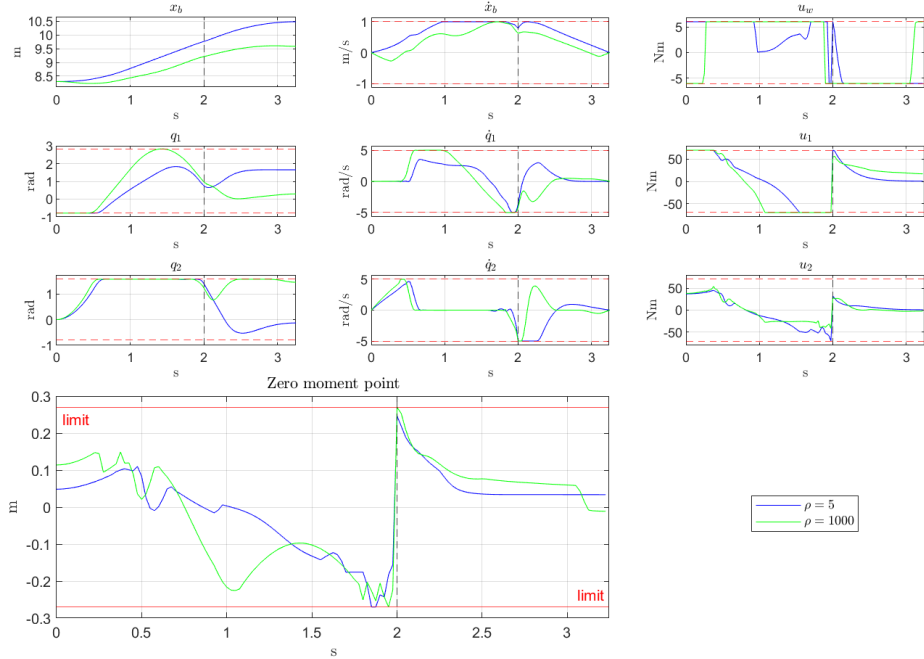 x_b
10.5
9.5
8.5
m
0 1 2 3
s
ẋ_b
1
0
-1
m/s
0 1 2 3
s
u_w
5
0
-5
Nm
0 1 2 3
s
q_1
3
2
1
0
-1
rad
0 1 2 3
s
q̇_1
5
0
-5
rad/s
0 1 2 3
s
u_1
50
0
-50
Nm
0 1 2 3
s
q_2
1
0
-1
rad
0 1 2 3
s
q̇_2
5
0
-5
rad/s
0 1 2 3
s
u_2
50
0
-50
Nm
0 1 2 3
s
Zero moment point
0.3
0.2
0.1
0
-0.1
-0.2
-0.3
m
limit
limit
0 0.5 1 1.5 2 2.5 3
s
ρ = 5
ρ = 1000